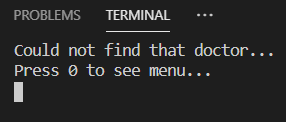 PROBLEMS TERMINAL ...
Could not find that doctor...
Press 0 to see menu...